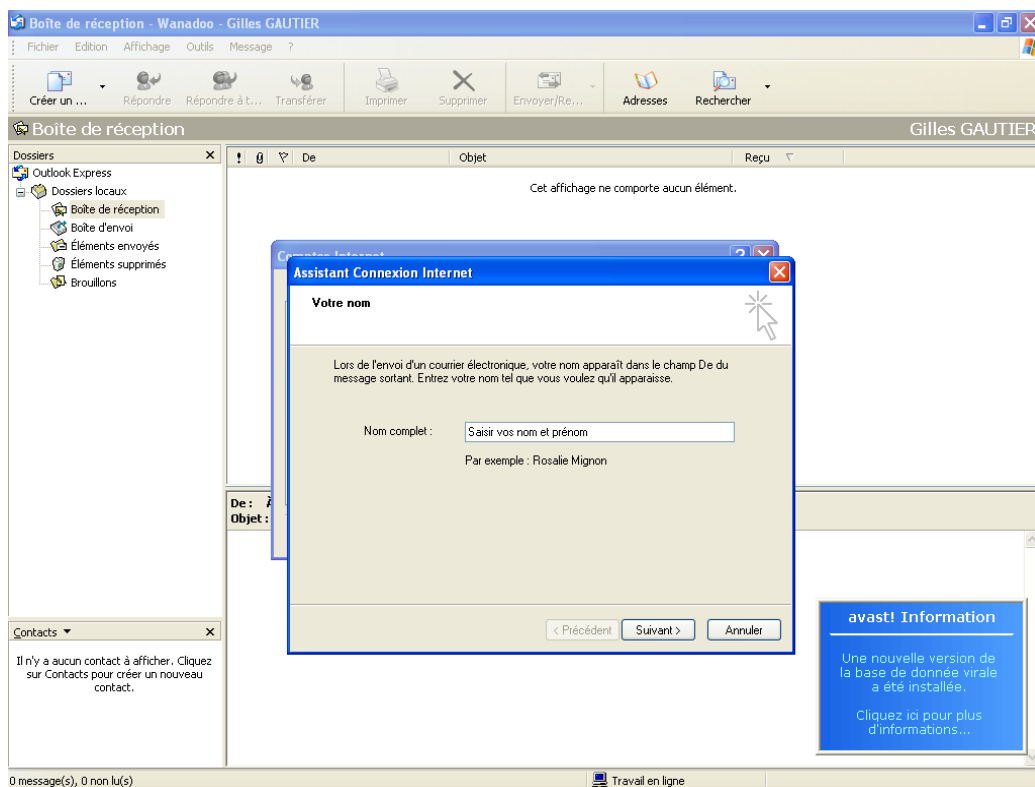 Boîte de réception - Wanadoo - Gilles GAUTIER
Fichier Edition Affichage Outils Message ?
Créer un ... Répondre Répondre à t... Transférer Imprimer Supprimer Envoyer/Re... Adresses Rechercher
Boîte de réception Gilles GAUTIER
Dossiers
Outlook Express
Dossiers locaux
Boîte de réception
Boîte d'envoi
Éléments envoyés
Éléments supprimés
Brouillons
! De Objet Reçu
Cet affichage ne comporte aucun élément.
Comptes Internet
Assistant Connexion Internet
Votre nom
Lors de l'envoi d'un courrier électronique, votre nom apparaît dans le champ De du
message sortant. Entrez votre nom tel que vous voulez qu'il apparaisse.
Nom complet :
Saisir vos nom et prénom
Par exemple : Rosalie Mignon
< Précédent Suivant > Annuler
De : À
Objet :
Contacts
Il n'y a aucun contact à afficher. Cliquez
sur Contacts pour créer un nouveau
contact.
avast! Information
Une nouvelle version de
la base de donnée virale
a été installée.
Cliquez ici pour plus
d'informations...
0 message(s), 0 non lu(s) Travail en ligne